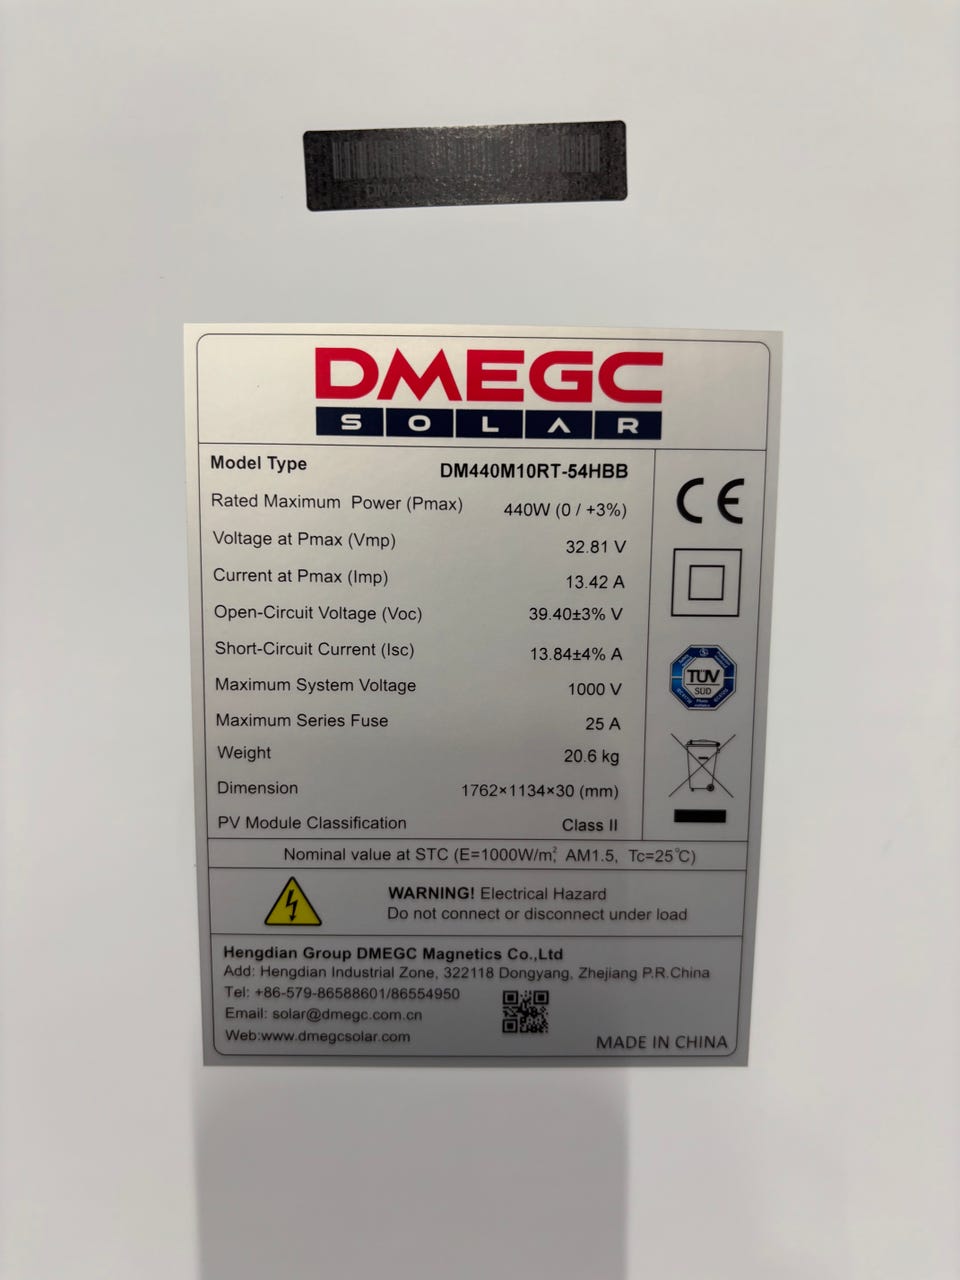 DMEGC
SOLAR
Model Type DM440M10RT-54HBB
Rated Maximum Power (Pmax) 440W (0 / +3%)
Voltage at Pmax (Vmp) 32.81 V
Current at Pmax (Imp) 13.42 A
Open-Circuit Voltage (Voc) 39.40±3% V
Short-Circuit Current (Isc) 13.84±4% A
Maximum System Voltage 1000 V
Maximum Series Fuse 25 A
Weight 20.6 kg
Dimension 1762×1134×30 (mm)
PV Module Classification Class II
CE
TÜV
SÜD
Nominal value at STC (E=1000W/m², AM1.5, Tc=25℃)
WARNING! Electrical Hazard
Do not connect or disconnect under load
Hengdian Group DMEGC Magnetics Co.,Ltd
Add: Hengdian Industrial Zone, 322118 Dongyang, Zhejiang P.R.China
Tel: +86-579-86588601/86554950
Email: solar@dmegc.com.cn
Web:www.dmegcsolar.com
MADE IN CHINA